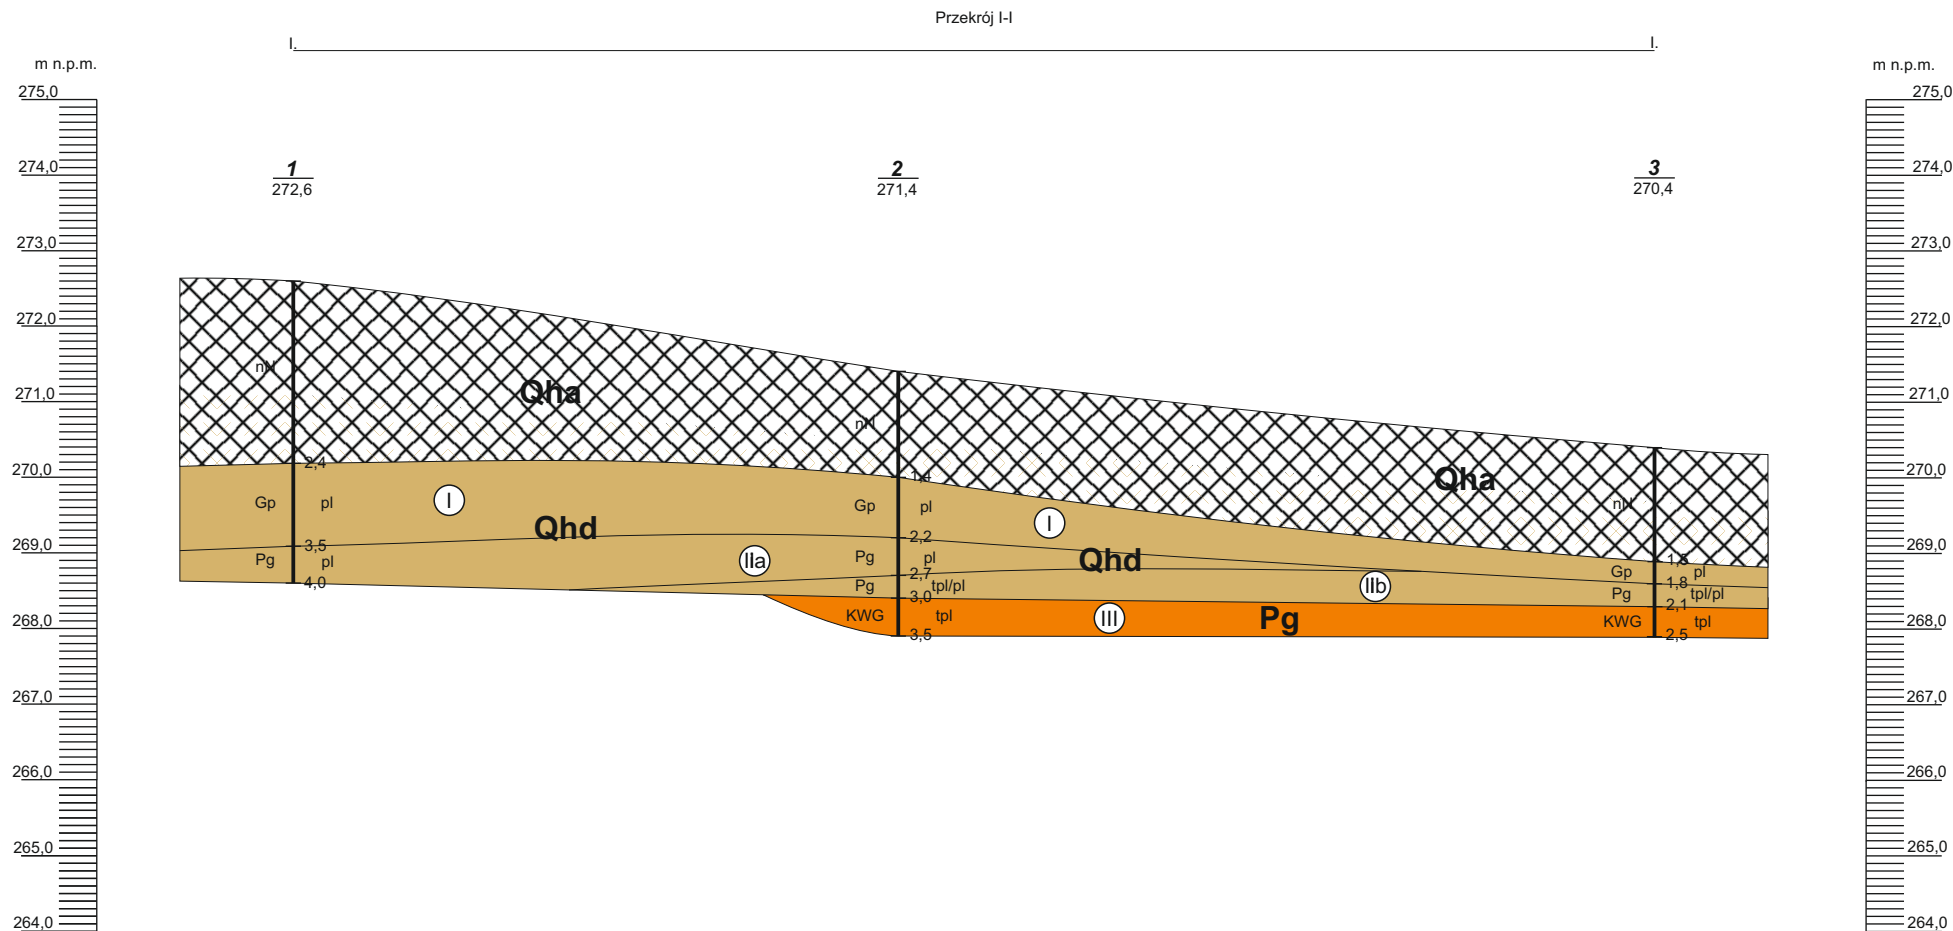 Przekrój I-I
I. I.
m n.p.m. m n.p.m.
275,0 275,0
274,0 1 2 3 274,0
272,6 271,4 270,4
273,0 273,0
272,0 272,0
nN
271,0 Qha 271,0
nN
270,0 2,4 1,4 Qha 270,0
Gp pl I Gp pl nN
Qhd I
269,0 3,5 2,2 269,0
Pg pl IIa Pg pl Qhd Gp pl
4,0 2,7 IIb 1,8
Pg tpl/pl Pg tpl/pl
3,0 2,1
268,0 KWG tpl III Pg KWG tpl 268,0
3,5 2,5
267,0 267,0
266,0 266,0
265,0 265,0
264,0 264,0